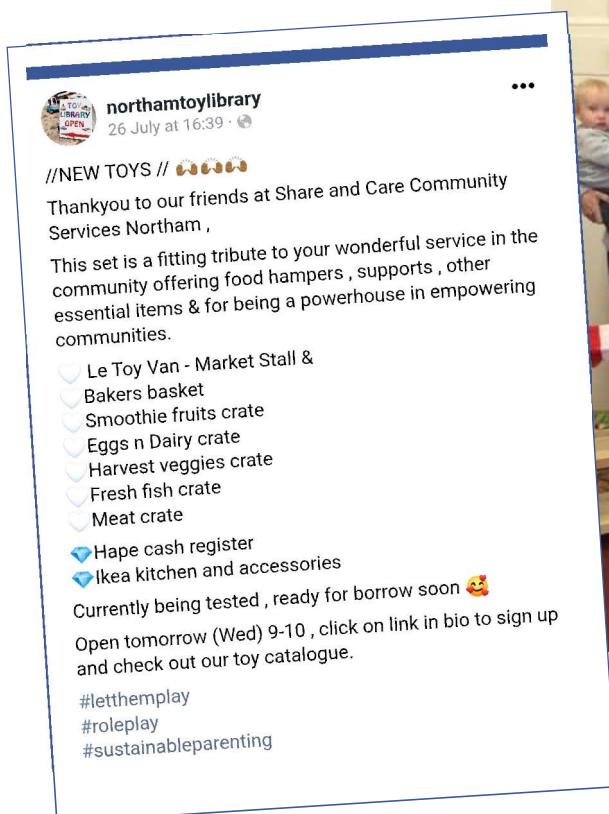 TOY
LIBRARY
OPEN
northamtoylibrary
26 July at 16:39 ·
//NEW TOYS // 🙌🏾🙌🏾🙌🏾
Thankyou to our friends at Share and Care Community
Services Northam ,
This set is a fitting tribute to your wonderful service in the
community offering food hampers , supports , other
essential items & for being a powerhouse in empowering
communities.
🤍 Le Toy Van - Market Stall &
🤍Bakers basket
🤍Smoothie fruits crate
🤍Eggs n Dairy crate
🤍Harvest veggies crate
🤍Fresh fish crate
🤍Meat crate
💎Hape cash register
💎Ikea kitchen and accessories
Currently being tested , ready for borrow soon 🥰
Open tomorrow (Wed) 9-10 , click on link in bio to sign up
and check out our toy catalogue.
#letthemplay
#roleplay
#sustainableparenting